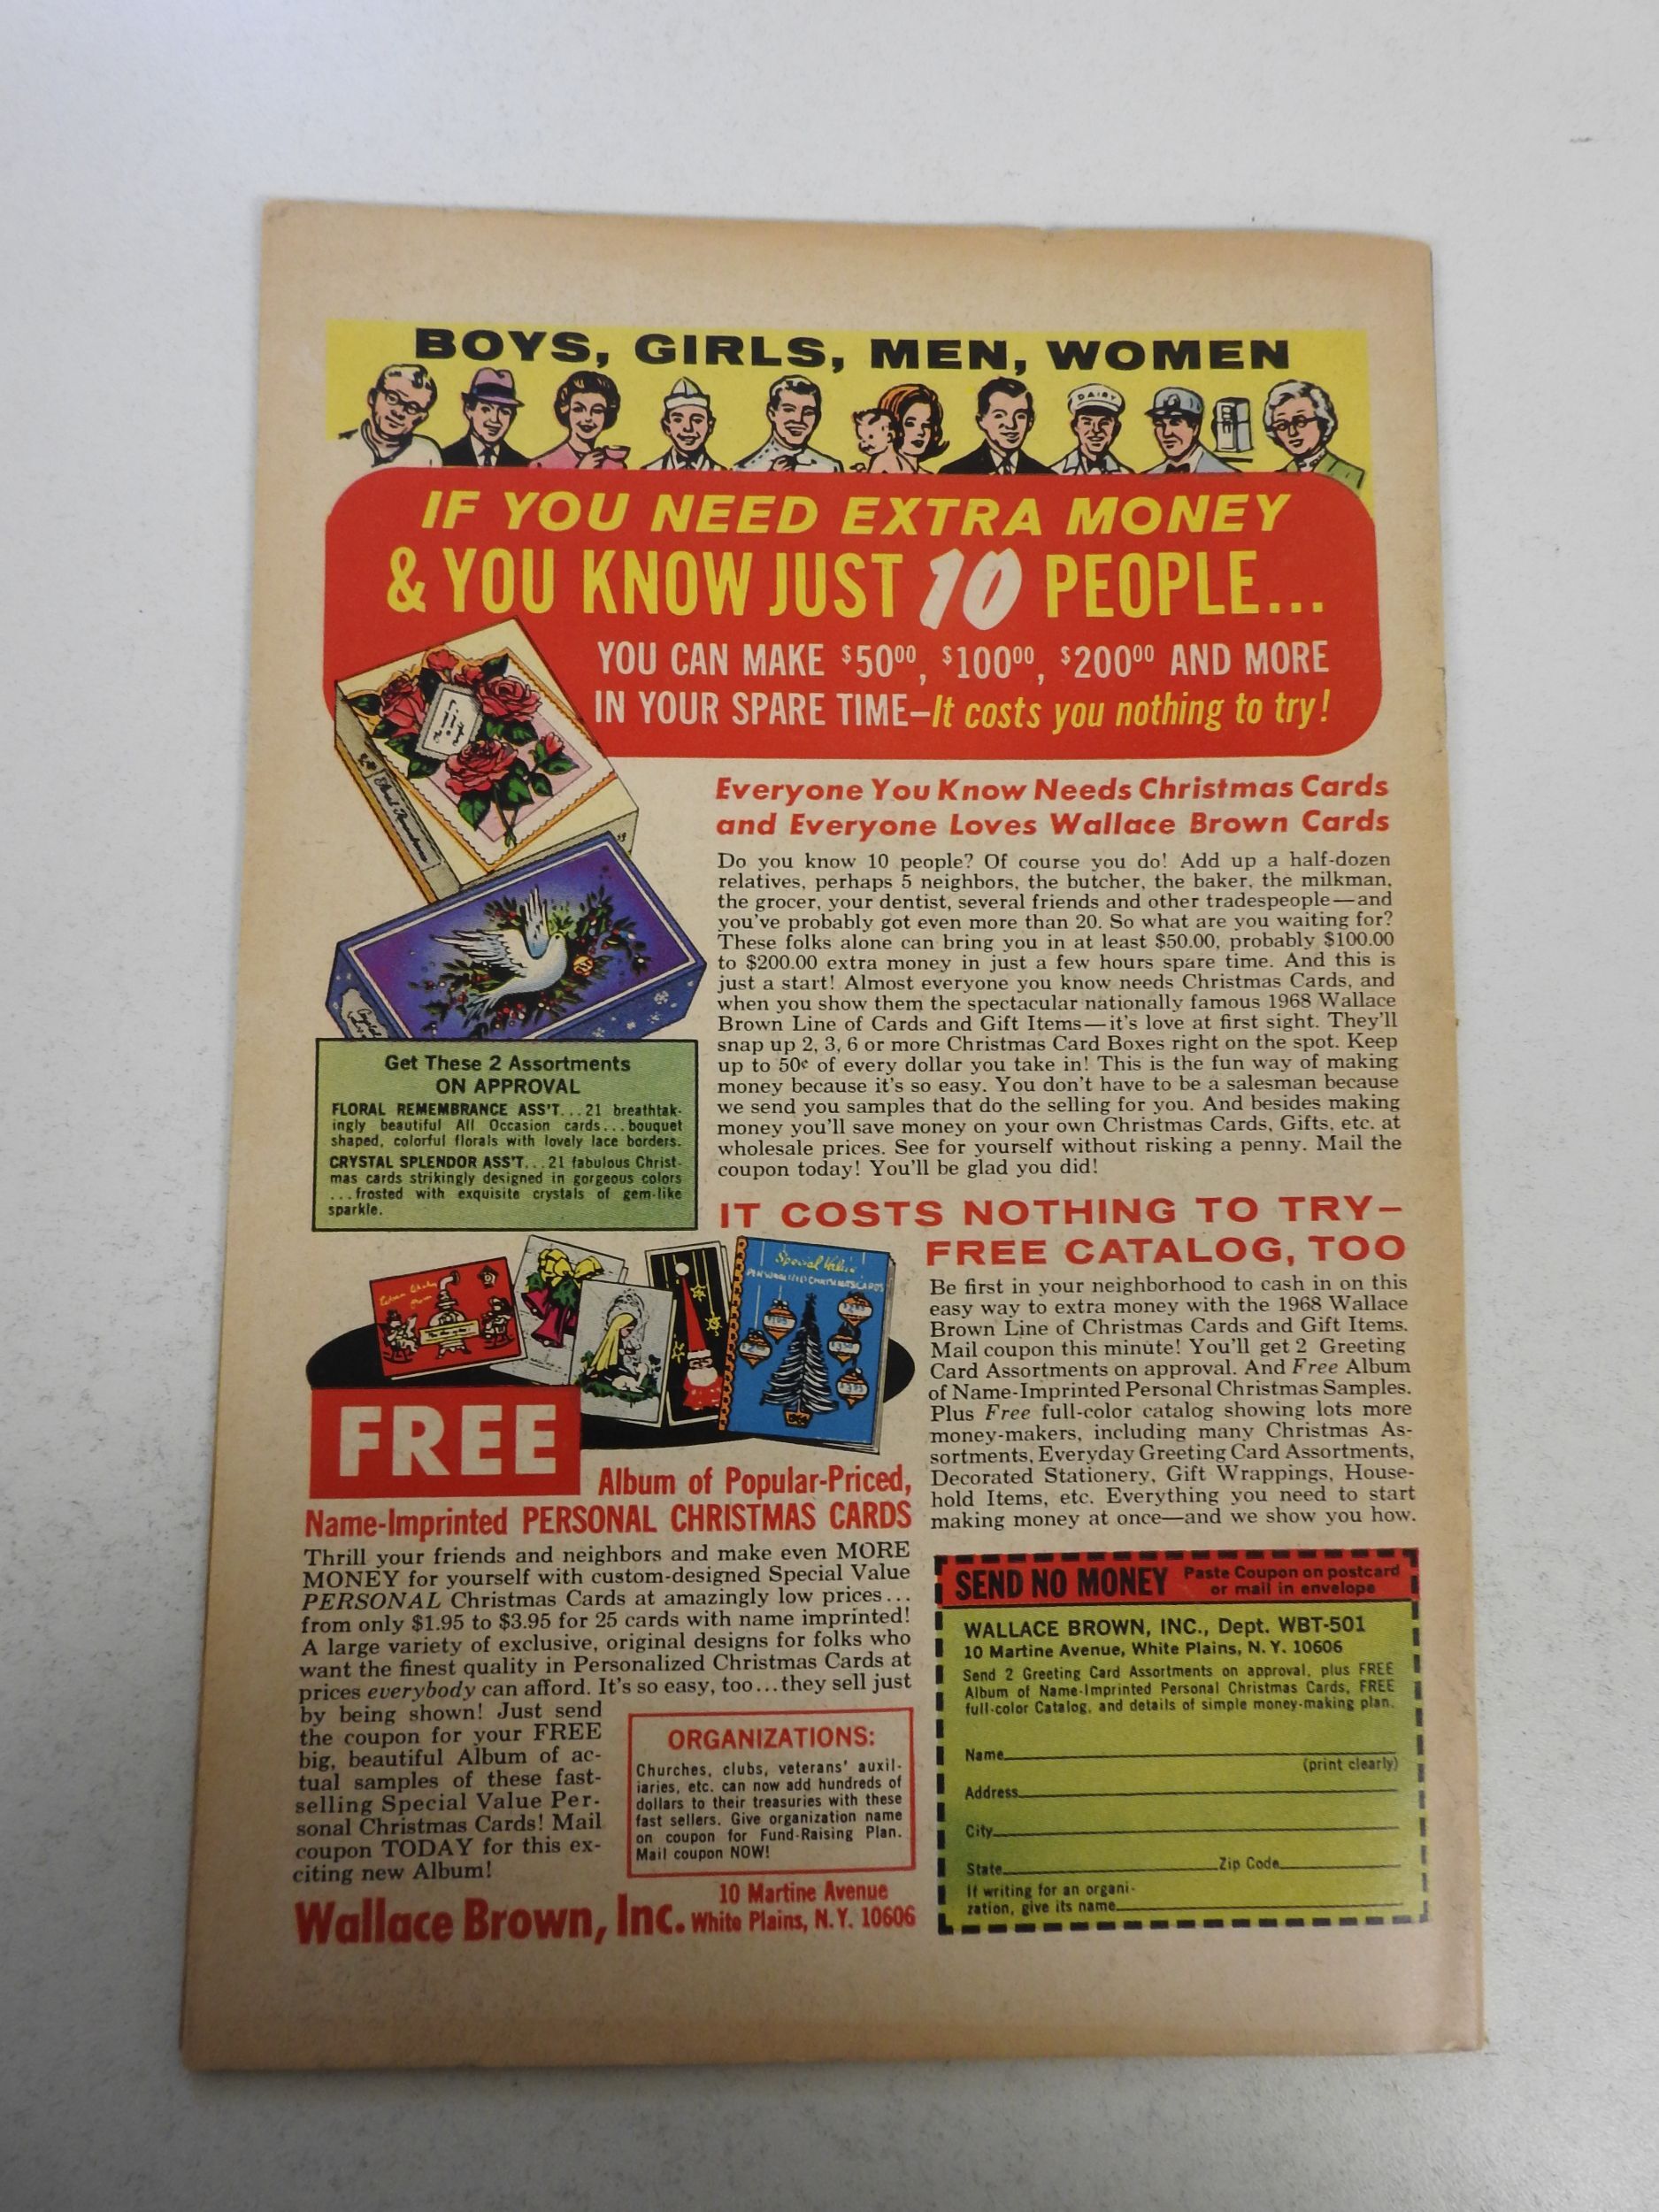 BOYS, GIRLS, MEN, WOMEN
DAIRY
IF YOU NEED EXTRA MONEY
& YOU KNOW JUST 10 PEOPLE...
YOU CAN MAKE $50⁰⁰, $100⁰⁰, $200⁰⁰ AND MORE
IN YOUR SPARE TIME—It costs you nothing to try!
Everyone You Know Needs Christmas Cards
and Everyone Loves Wallace Brown Cards
Do you know 10 people? Of course you do! Add up a half-dozen
relatives, perhaps 5 neighbors, the butcher, the baker, the milkman,
the grocer, your dentist, several friends and other tradespeople—and
you've probably got even more than 20. So what are you waiting for?
These folks alone can bring you in at least $50.00, probably $100.00
to $200.00 extra money in just a few hours spare time. And this is
just a start! Almost everyone you know needs Christmas Cards, and
when you show them the spectacular nationally famous 1968 Wallace
Brown Line of Cards and Gift Items—it's love at first sight. They'll
snap up 2, 3, 6 or more Christmas Card Boxes right on the spot. Keep
up to 50¢ of every dollar you take in! This is the fun way of making
money because it's so easy. You don't have to be a salesman because
we send you samples that do the selling for you. And besides making
money you'll save money on your own Christmas Cards, Gifts, etc. at
wholesale prices. See for yourself without risking a penny. Mail the
coupon today! You'll be glad you did!
Floral Remembrance
Get These 2 Assortments
ON APPROVAL
FLORAL REMEMBRANCE ASS'T...21 breathtak-
ingly beautiful All Occasion cards...bouquet
shaped, colorful florals with lovely lace borders.
CRYSTAL SPLENDOR ASS'T...21 fabulous Christ-
mas cards strikingly designed in gorgeous colors
...frosted with exquisite crystals of gem-like
sparkle.
IT COSTS NOTHING TO TRY—
FREE CATALOG, TOO
Be first in your neighborhood to cash in on this
easy way to extra money with the 1968 Wallace
Brown Line of Christmas Cards and Gift Items.
Mail coupon this minute! You'll get 2 Greeting
Card Assortments on approval. And Free Album
of Name-Imprinted Personal Christmas Samples.
Plus Free full-color catalog showing lots more
money-makers, including many Christmas As-
sortments, Everyday Greeting Card Assortments,
Decorated Stationery, Gift Wrappings, House-
hold Items, etc. Everything you need to start
making money at once—and we show you how.
Special Value
PERSONALIZED CHRISTMAS CARDS
FREE
Album of Popular-Priced,
Name-Imprinted PERSONAL CHRISTMAS CARDS
Thrill your friends and neighbors and make even MORE
MONEY for yourself with custom-designed Special Value
PERSONAL Christmas Cards at amazingly low prices...
from only $1.95 to $3.95 for 25 cards with name imprinted!
A large variety of exclusive, original designs for folks who
want the finest quality in Personalized Christmas Cards at
prices everybody can afford. It's so easy, too...they sell just
by being shown! Just send
the coupon for your FREE
big, beautiful Album of ac-
tual samples of these fast-
selling Special Value Per-
sonal Christmas Cards! Mail
coupon TODAY for this ex-
citing new Album!
ORGANIZATIONS:
Churches, clubs, veterans' auxil-
iaries, etc. can now add hundreds of
dollars to their treasuries with these
fast sellers. Give organization name
on coupon for Fund-Raising Plan.
Mail coupon NOW!
Wallace Brown, Inc.
10 Martine Avenue
White Plains, N.Y. 10606
SEND NO MONEY
Paste Coupon on postcard
or mail in envelope
WALLACE BROWN, INC., Dept. WBT-501
10 Martine Avenue, White Plains, N.Y. 10606
Send 2 Greeting Card Assortments on approval, plus FREE
Album of Name-Imprinted Personal Christmas Cards, FREE
full-color Catalog, and details of simple money-making plan.
Name
(print clearly)
Address
City
State Zip Code
If writing for an organi-
zation, give its name